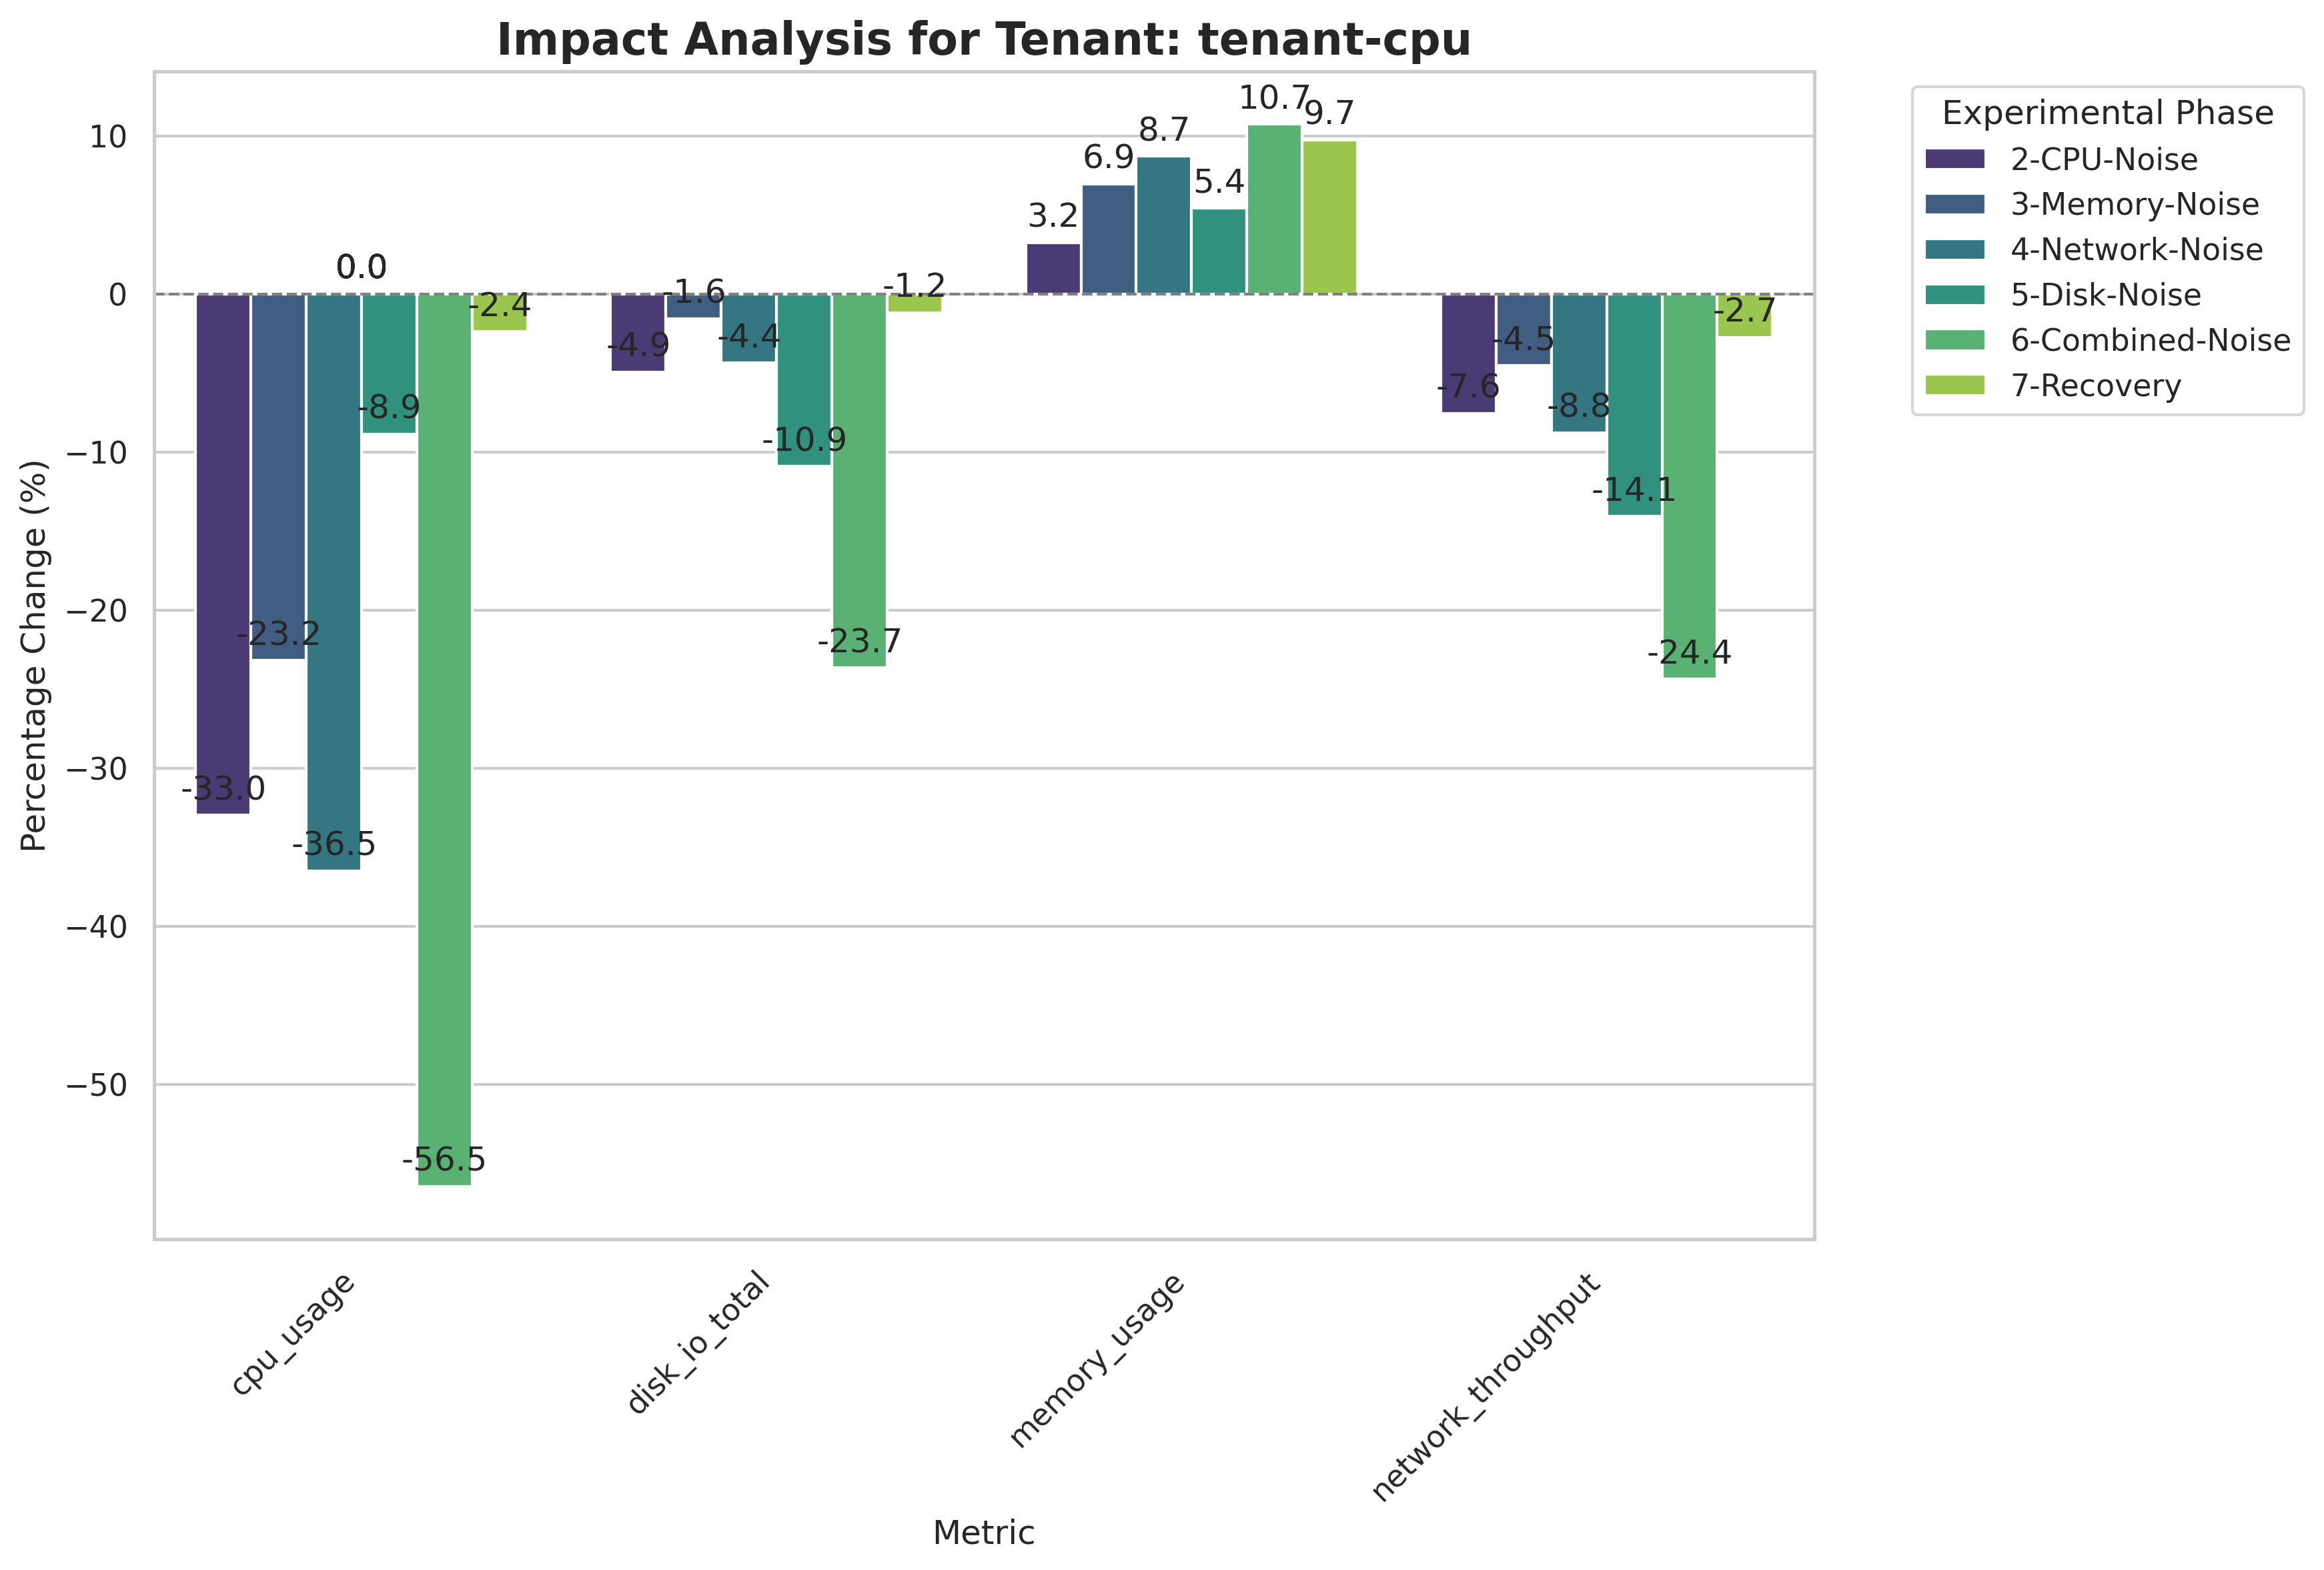 Impact Analysis for Tenant: tenant-cpu
Percentage Change (%)
10
0
−10
−20
−30
−40
−50
0.0
-33.0
-23.2
-36.5
-8.9
-56.5
-2.4
-4.9
-1.6
-4.4
-10.9
-23.7
-1.2
3.2
6.9
8.7
5.4
10.7
9.7
-7.6
-4.5
-8.8
-14.1
-24.4
-2.7
cpu_usage
disk_io_total
memory_usage
network_throughput
Metric
Experimental Phase
2-CPU-Noise
3-Memory-Noise
4-Network-Noise
5-Disk-Noise
6-Combined-Noise
7-Recovery